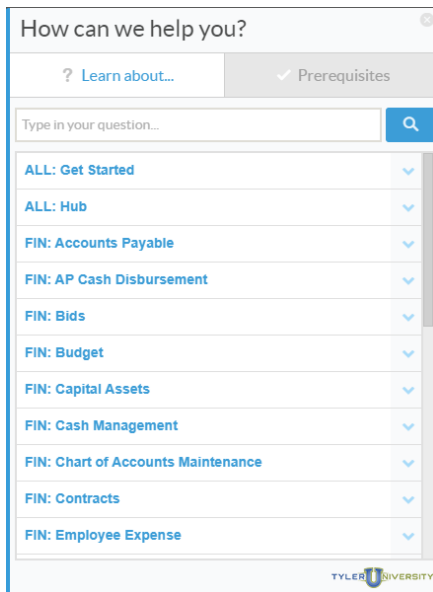 How can we help you?
? Learn about...
Prerequisites
Type in your question...
ALL: Get Started
ALL: Hub
FIN: Accounts Payable
FIN: AP Cash Disbursement
FIN: Bids
FIN: Budget
FIN: Capital Assets
FIN: Cash Management
FIN: Chart of Accounts Maintenance
FIN: Contracts
FIN: Employee Expense
TYLER UNIVERSITY